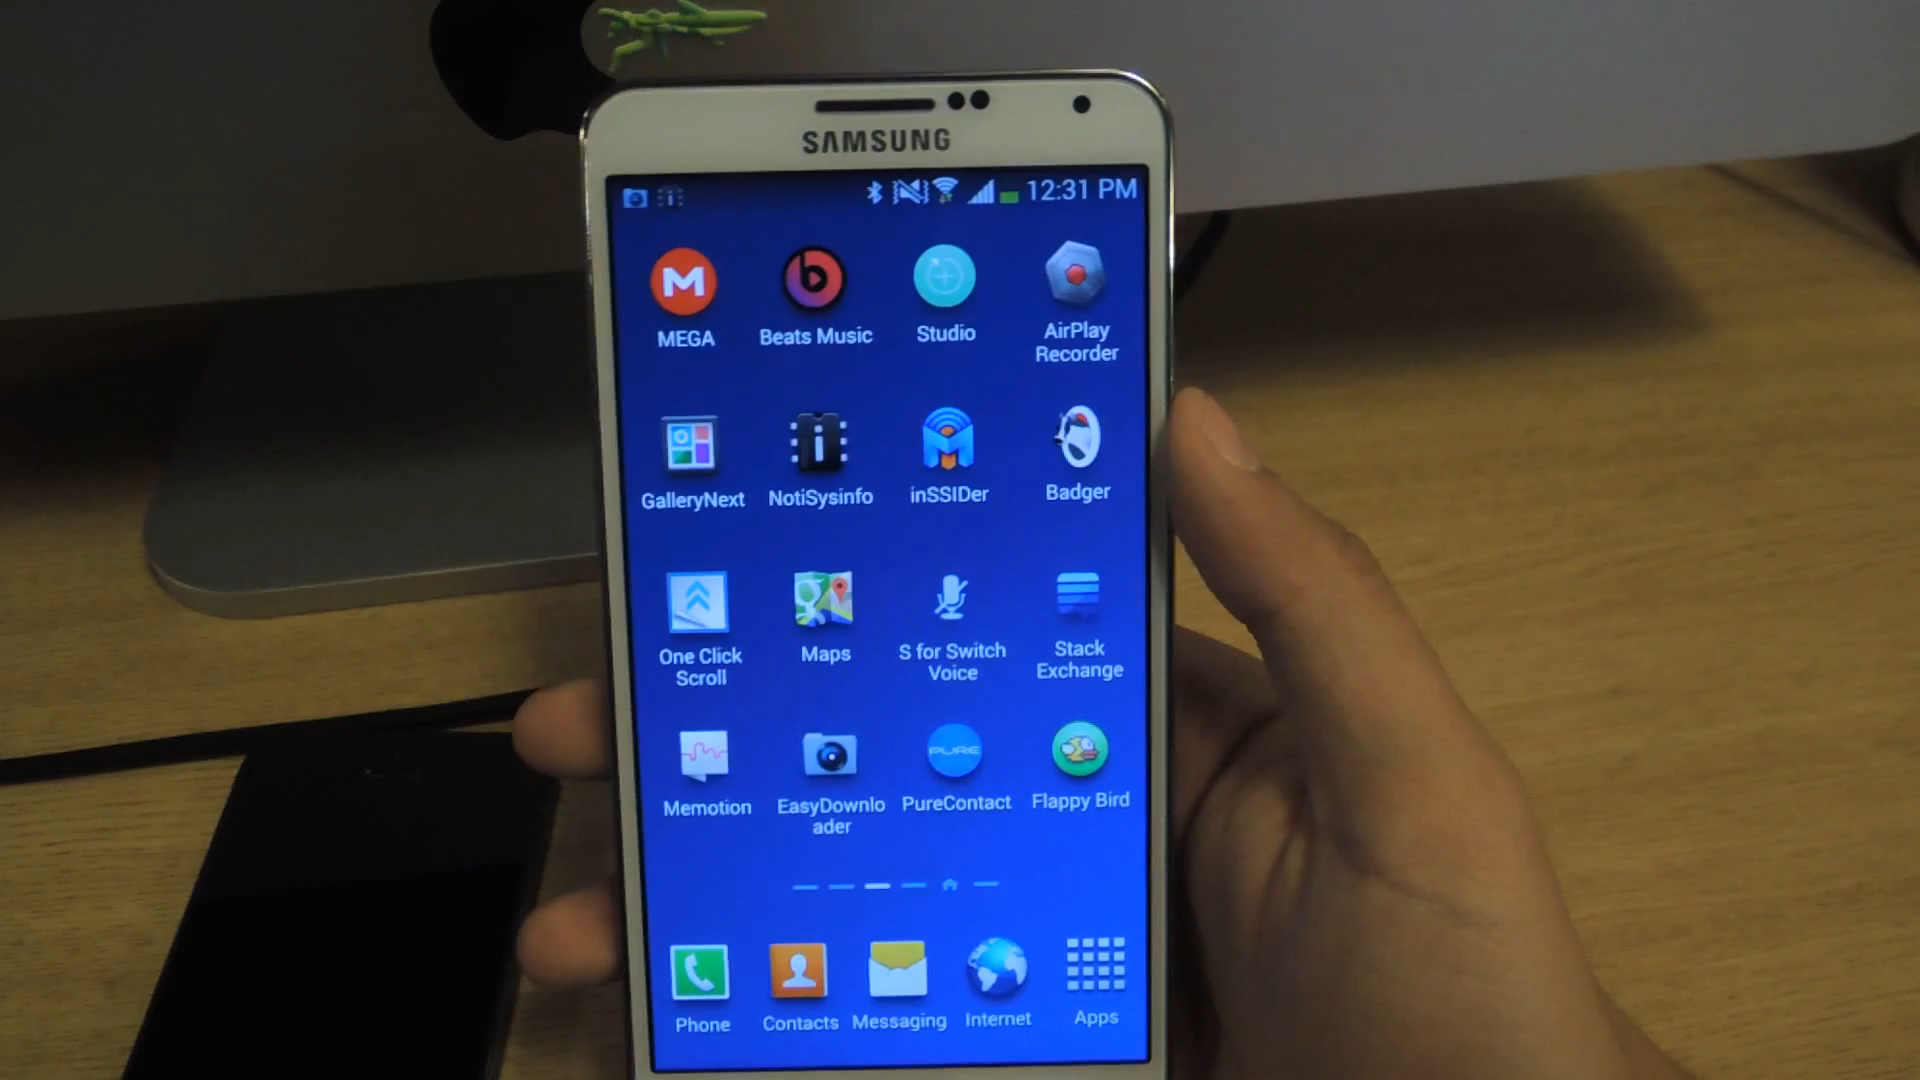 SAMSUNG
12:31 PM
MEGA
Beats Music
Studio
AirPlay
Recorder
GalleryNext
NotiSysinfo
inSSIDer
Badger
One Click
Scroll
Maps
S for Switch
Voice
Stack
Exchange
PURE
Memotion
EasyDownlo
ader
PureContact
Flappy Bird
Phone
Contacts
Messaging
Internet
Apps